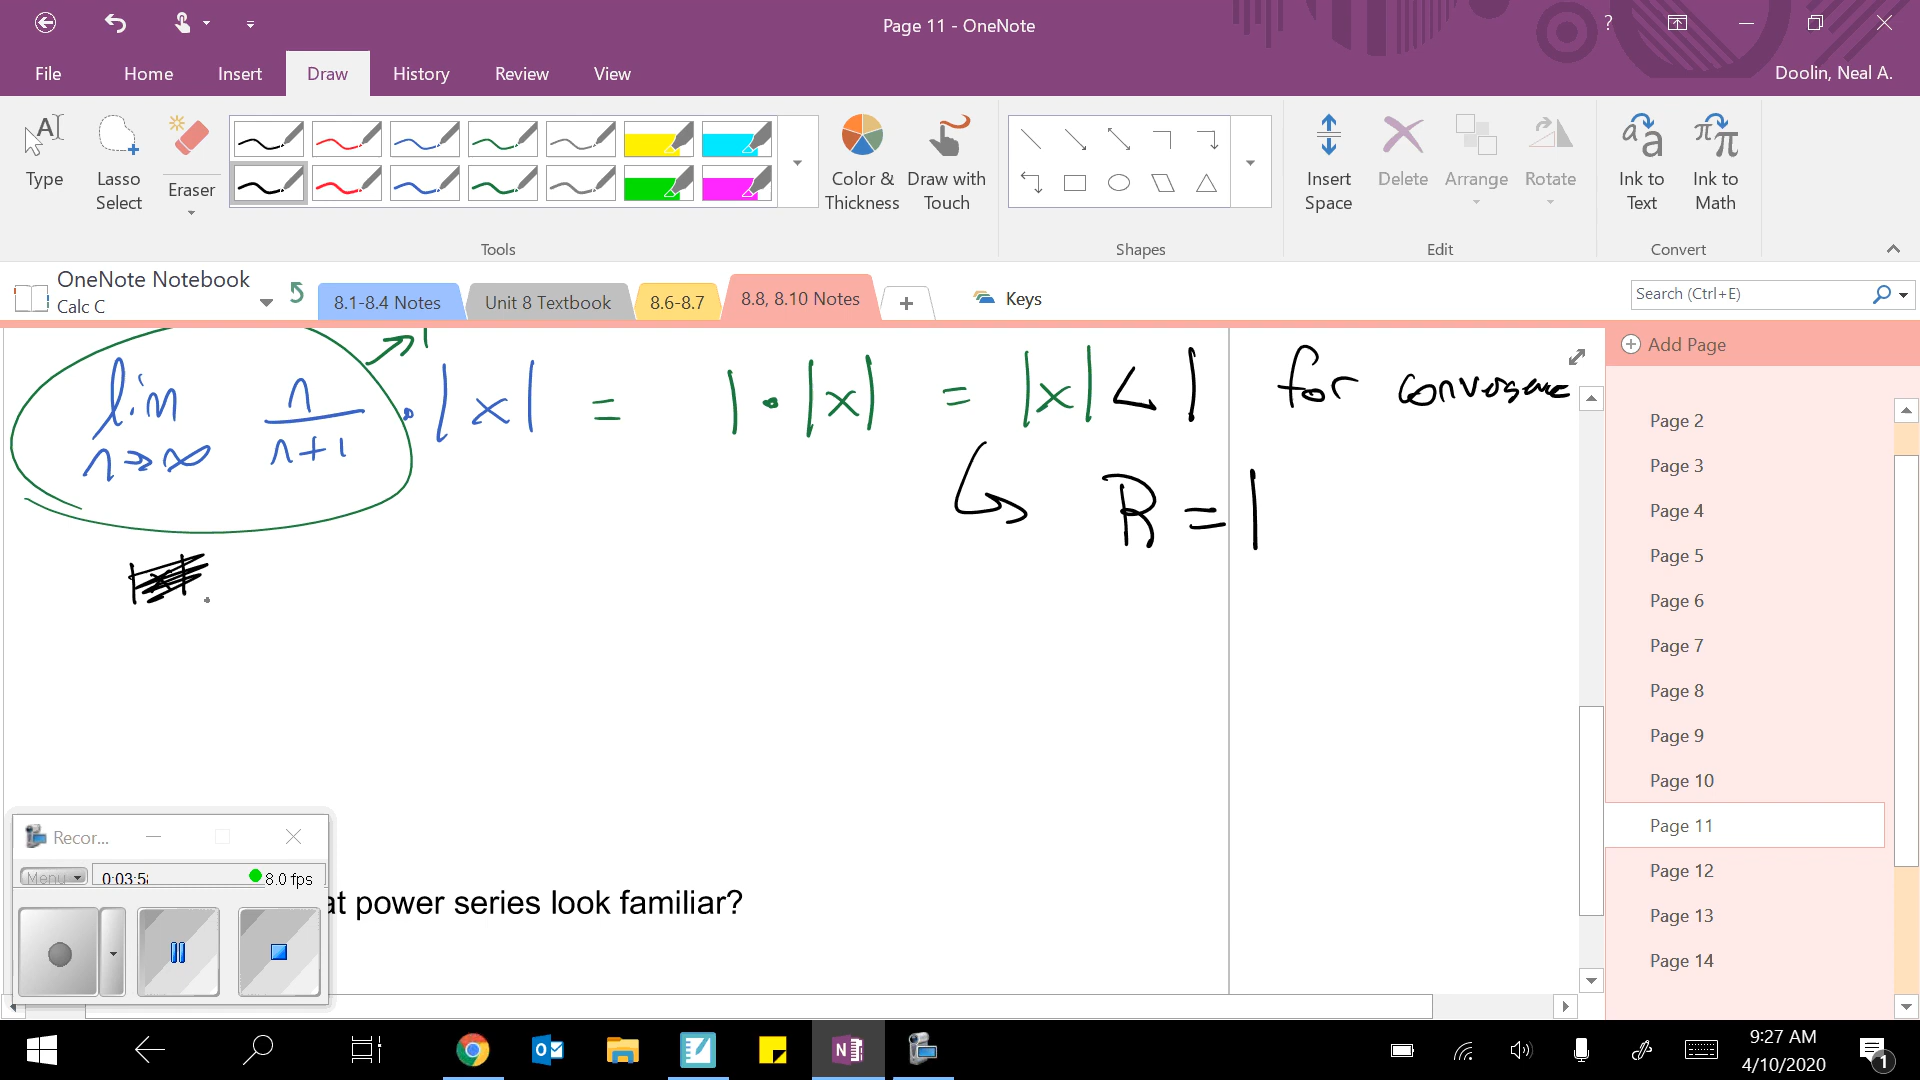 Page 11 - OneNote
?
File Home Insert Draw History Review View
Doolin, Neal A.
Type
Lasso Select
Eraser
Color & Thickness
Draw with Touch
Insert Space
Delete
Arrange
Rotate
Ink to Text
Ink to Math
Tools
Shapes
Edit
Convert
OneNote Notebook
Calc C
8.1-8.4 Notes
Unit 8 Textbook
8.6-8.7
8.8, 8.10 Notes
Keys
Search (Ctrl+E)
Add Page
lim n→∞ n/n+1 · |x| = 1 · |x| = |x| < 1 for convergence
R = 1
Page 2
Page 3
Page 4
Page 5
Page 6
Page 7
Page 8
Page 9
Page 10
Page 11
Page 12
Page 13
Page 14
Recor...
Menu
8.0 fps
at power series look familiar?
9:27 AM
4/10/2020
1